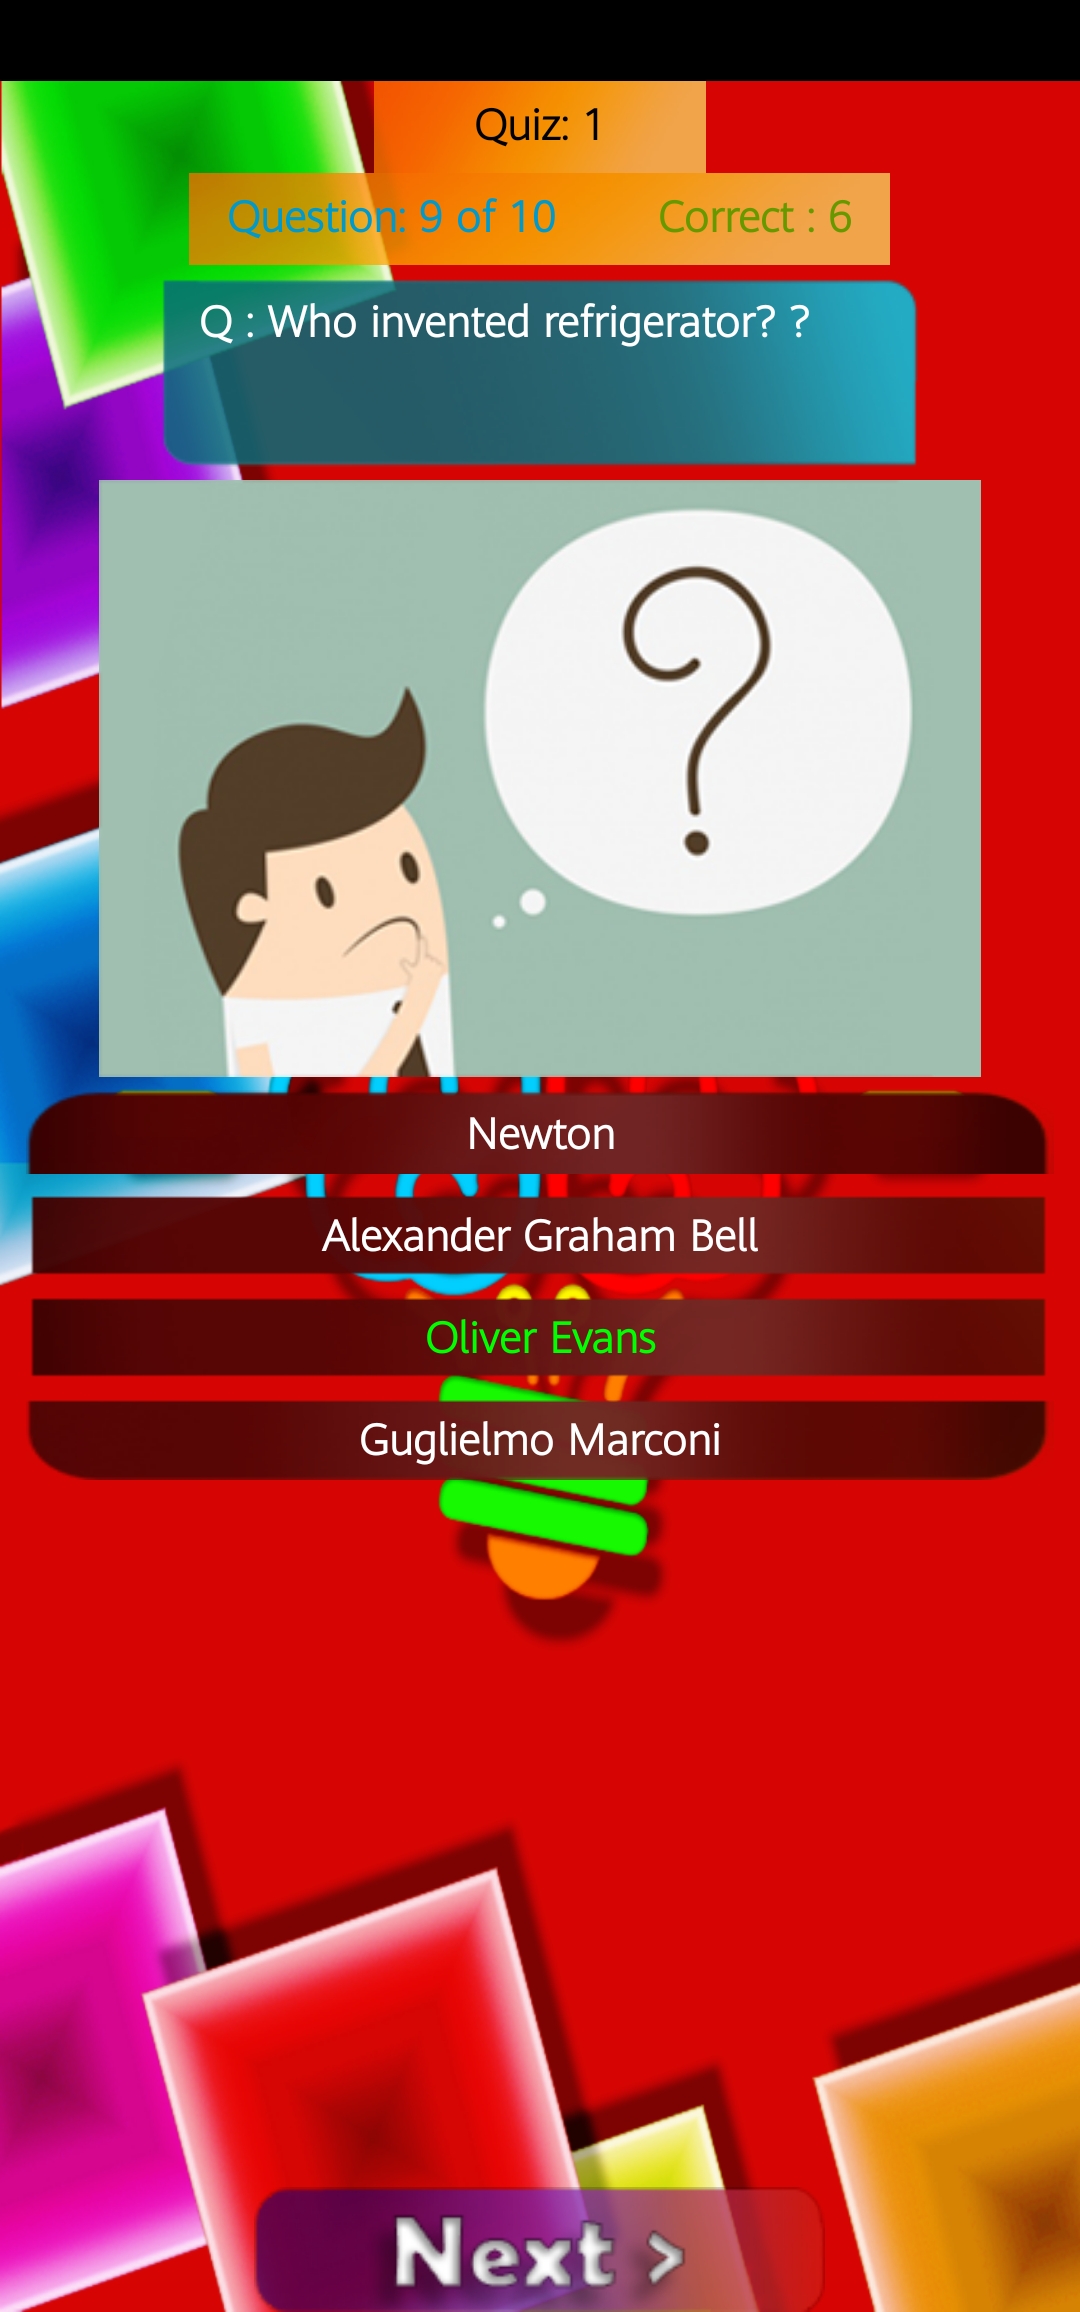 Quiz: 1
Question: 9 of 10 Correct : 6
Q : Who invented refrigerator? ?
?
Newton
Alexander Graham Bell
Oliver Evans
Guglielmo Marconi
Next >